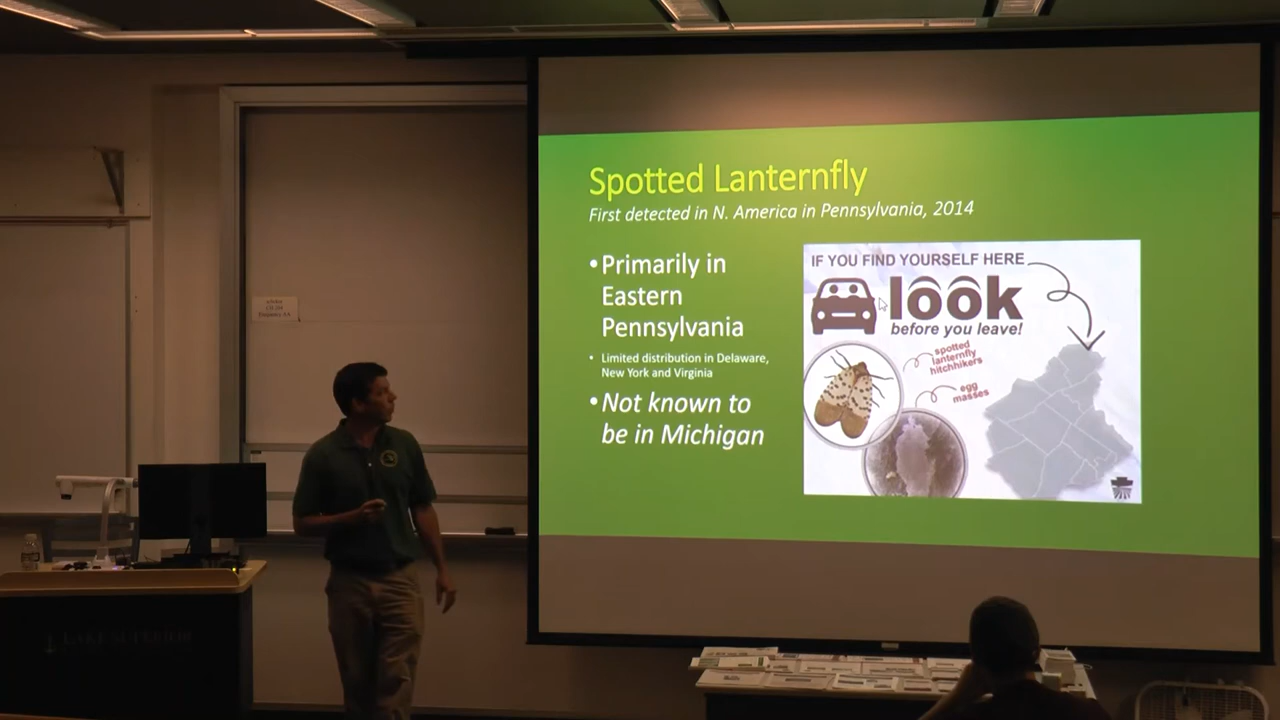 Spotted Lanternfly
First detected in N. America in Pennsylvania, 2014
•Primarily in
Eastern
Pennsylvania
• Limited distribution in Delaware,
New York and Virginia
•Not known to
be in Michigan
IF YOU FIND YOURSELF HERE
look
before you leave!
spotted
lanternfly
hitchhikers
egg
masses
LAKE SUPERIOR